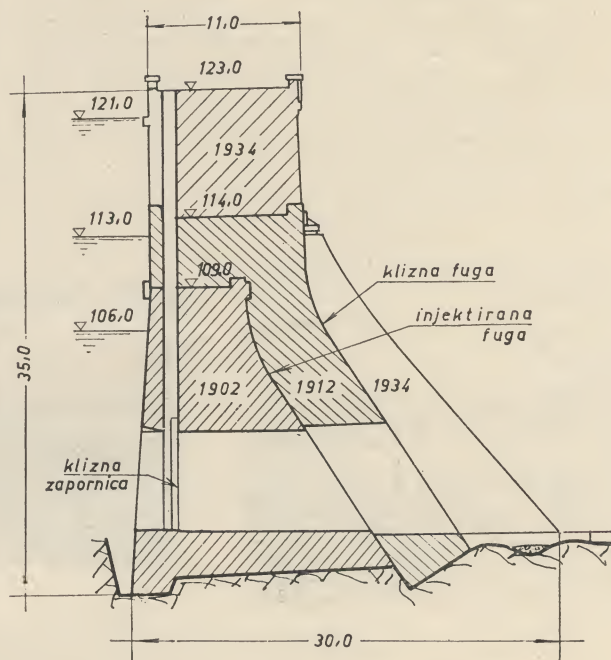 11,0
123,0
121,0
1934
114,0
113,0
klizna fuga
109,0
injektirana
fuga
106,0
35,0
1902
1912
1934
klizna
zapornica
30,0